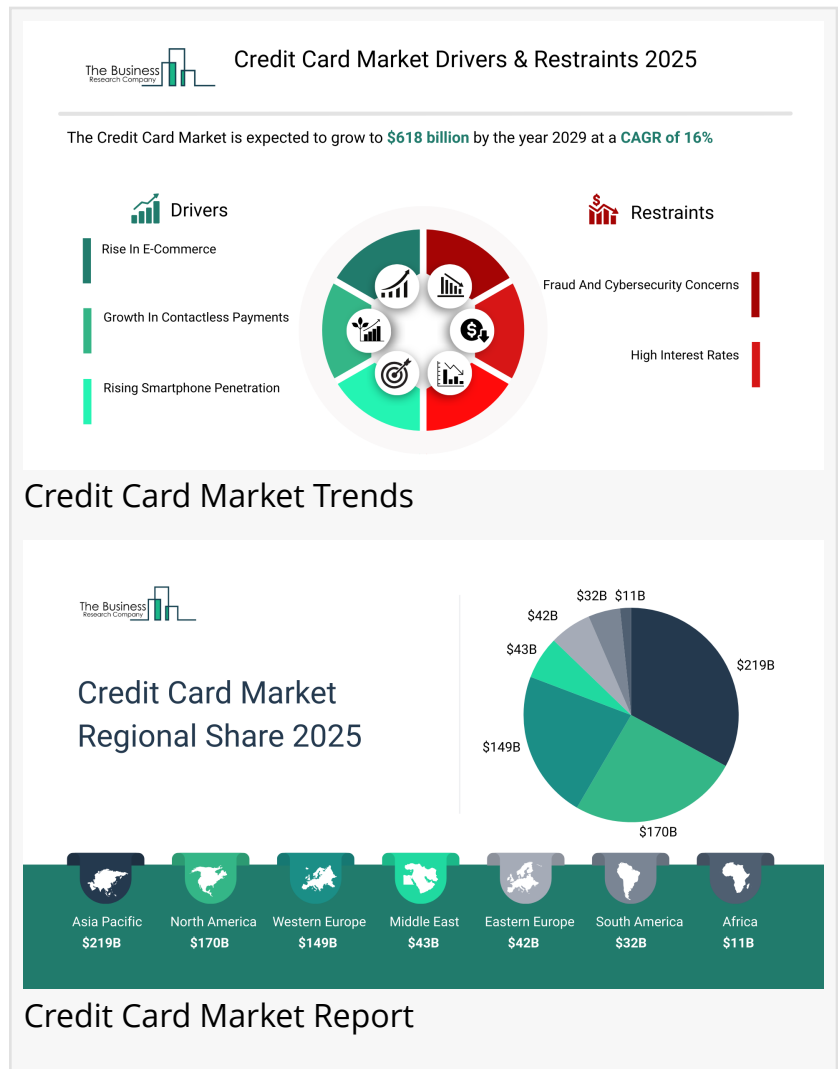 The Business
Research Company
Credit Card Market Drivers & Restraints 2025
The Credit Card Market is expected to grow to $618 billion by the year 2029 at a CAGR of 16%
Drivers
Rise In E-Commerce
Growth In Contactless Payments
Rising Smartphone Penetration
$
$
Restraints
Fraud And Cybersecurity Concerns
High Interest Rates
Credit Card Market Trends
The Business
Research Company
Credit Card Market
Regional Share 2025
$32B $11B
$42B
$43B
$219B
$149B
$170B
Asia Pacific
$219B
North America
$170B
Western Europe
$149B
Middle East
$43B
Eastern Europe
$42B
South America
$32B
Africa
$11B
Credit Card Market Report